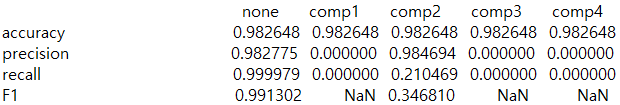 none comp1 comp2 comp3 comp4
accuracy 0.982648 0.982648 0.982648 0.982648 0.982648
precision 0.982775 0.000000 0.984694 0.000000 0.000000
recall 0.999979 0.000000 0.210469 0.000000 0.000000
F1 0.991302 NaN 0.346810 NaN NaN